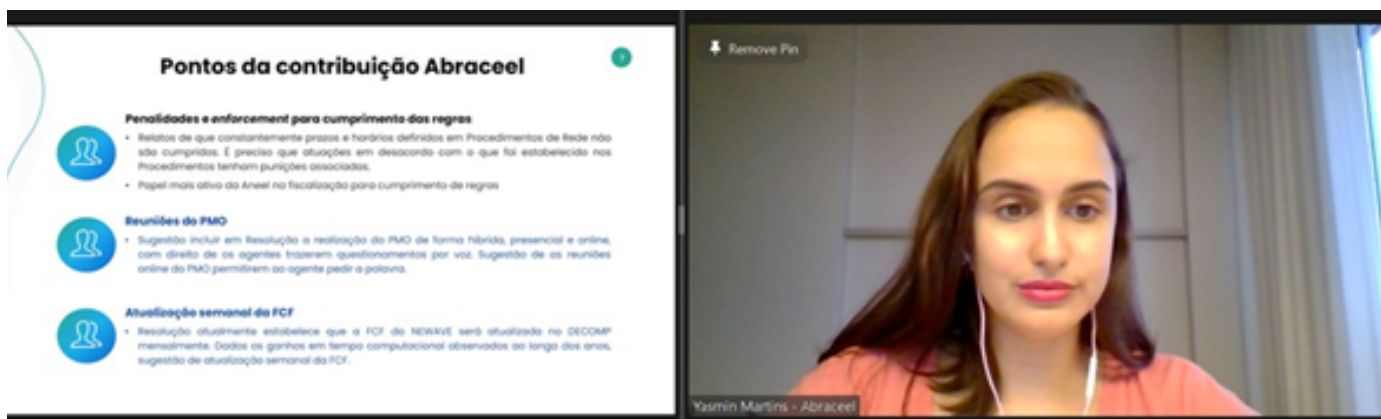 Pontos da contribuição Abraceel
7
Penalidades e enforcement para cumprimento das regras
• Relatos de que constantemente prazos e horários definidos em Procedimentos de Rede não
são cumpridos. É preciso que atuações em desacordo com o que foi estabelecido nos
Procedimentos tenham punições associadas.
• Papel mais ativo da Aneel na fiscalização para cumprimento de regras
Reuniões do PMO
• Sugestão incluir em Resolução a realização do PMO de forma híbrida, presencial e online,
com direito de os agentes trazerem questionamentos por voz. Sugestão de as reuniões
online do PMO permitirem ao agente pedir a palavra.
Atualização semanal da FCF
• Resolução atualmente estabelece que a FCF do NEWAVE será atualizada no DECOMP
mensalmente. Dados os ganhos em tempo computacional observados ao longo dos anos,
sugestão de atualização semanal da FCF.
Remove Pin
Yasmin Martins - Abraceel